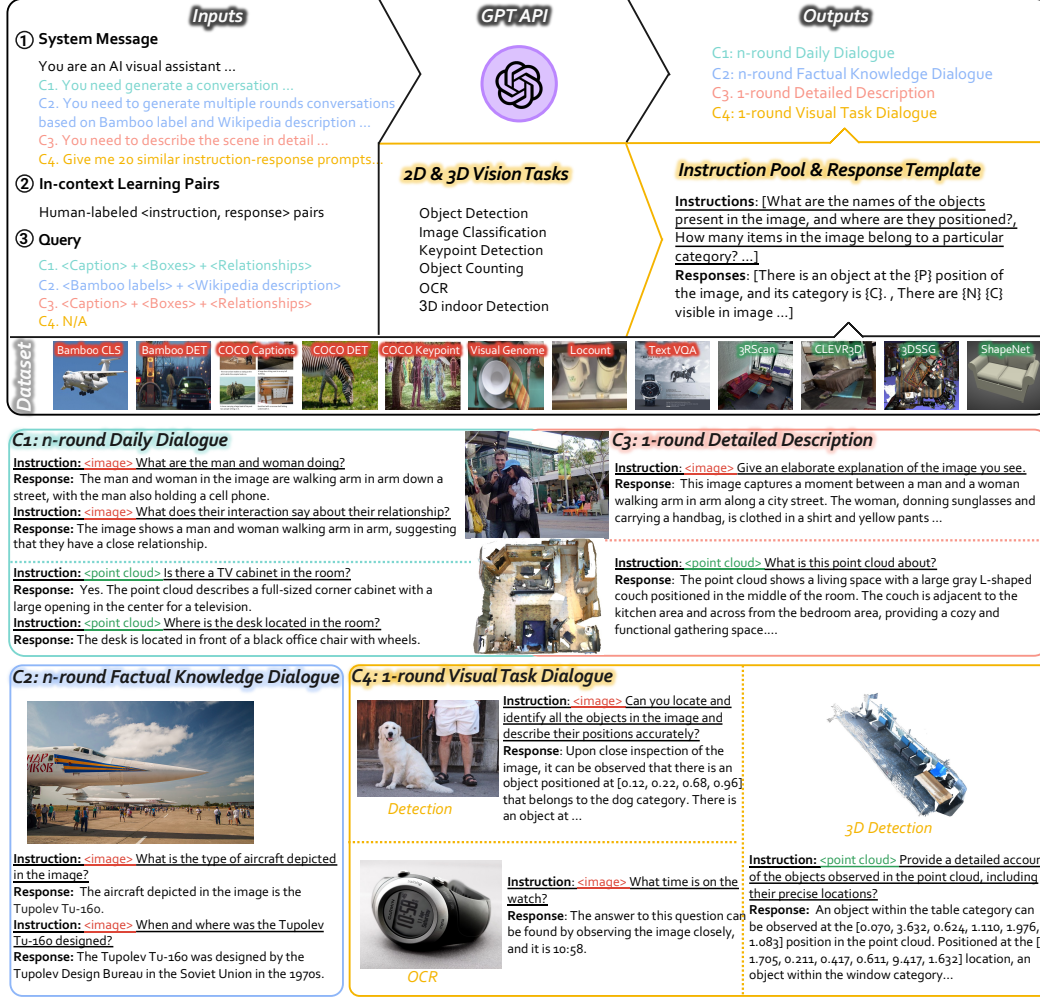 Inputs
① System Message
You are an AI visual assistant ...
C1. You need generate a conversation ...
C2. You need to generate multiple rounds conversations
based on Bamboo label and Wikipedia description ...
C3. You need to describe the scene in detail ...
C4. Give me 20 similar instruction-response prompts...
② In-context Learning Pairs
Human-labeled <instruction, response> pairs
③ Query
C1. <Caption> + <Boxes> + <Relationships>
C2. <Bamboo labels> + <Wikipedia description>
C3. <Caption> + <Boxes> + <Relationships>
C4. N/A
GPT API
2D & 3D Vision Tasks
Object Detection
Image Classification
Keypoint Detection
Object Counting
OCR
3D indoor Detection
Outputs
C1: n-round Daily Dialogue
C2: n-round Factual Knowledge Dialogue
C3. 1-round Detailed Description
C4: 1-round Visual Task Dialogue
Instruction Pool & Response Template
Instructions: [What are the names of the objects
present in the image, and where are they positioned?,
How many items in the image belong to a particular
category? ...]
Responses: [There is an object at the {P} position of
the image, and its category is {C}. , There are {N} {C}
visible in image ...]
Dataset
Bamboo CLS
Bamboo DET
COCO Captions
COCO DET
COCO Keypoint
Visual Genome
Locount
Text VQA
3RScan
CLEVR3D
3DSSG
ShapeNet
C1: n-round Daily Dialogue
Instruction: <image> What are the man and woman doing?
Response: The man and woman in the image are walking arm in arm down a
street, with the man also holding a cell phone.
Instruction: <image> What does their interaction say about their relationship?
Response: The image shows a man and woman walking arm in arm, suggesting
that they have a close relationship.
Instruction: <point cloud> Is there a TV cabinet in the room?
Response: Yes. The point cloud describes a full-sized corner cabinet with a
large opening in the center for a television.
Instruction: <point cloud> Where is the desk located in the room?
Response: The desk is located in front of a black office chair with wheels.
C3: 1-round Detailed Description
Instruction: <image> Give an elaborate explanation of the image you see.
Response: This image captures a moment between a man and a woman
walking arm in arm along a city street. The woman, donning sunglasses and
carrying a handbag, is clothed in a shirt and yellow pants ...
Instruction: <point cloud> What is this point cloud about?
Response: The point cloud shows a living space with a large gray L-shaped
couch positioned in the middle of the room. The couch is adjacent to the
kitchen area and across from the bedroom area, providing a cozy and
functional gathering space....
C2: n-round Factual Knowledge Dialogue
Instruction: <image> What is the type of aircraft depicted
in the image?
Response: The aircraft depicted in the image is the
Tupolev Tu-160.
Instruction: <image> When and where was the Tupolev
Tu-160 designed?
Response: The Tupolev Tu-160 was designed by the
Tupolev Design Bureau in the Soviet Union in the 1970s.
C4: 1-round Visual Task Dialogue
Detection
Instruction: <image> Can you locate and
identify all the objects in the image and
describe their positions accurately?
Response: Upon close inspection of the
image, it can be observed that there is an
object positioned at [0.12, 0.22, 0.68, 0.96]
that belongs to the dog category. There is
an object at ...
10:58
OCR
Instruction: <image> What time is on the
watch?
Response: The answer to this question can
be found by observing the image closely,
and it is 10:58.
3D Detection
Instruction: <point cloud> Provide a detailed accoun
of the objects observed in the point cloud, including
their precise locations?
Response: An object within the table category can
be observed at the [0.070, 3.632, 0.624, 1.110, 1.976,
1.083] position in the point cloud. Positioned at the [
1.705, 0.211, 0.417, 0.611, 9.417, 1.632] location, an
object within the window category...